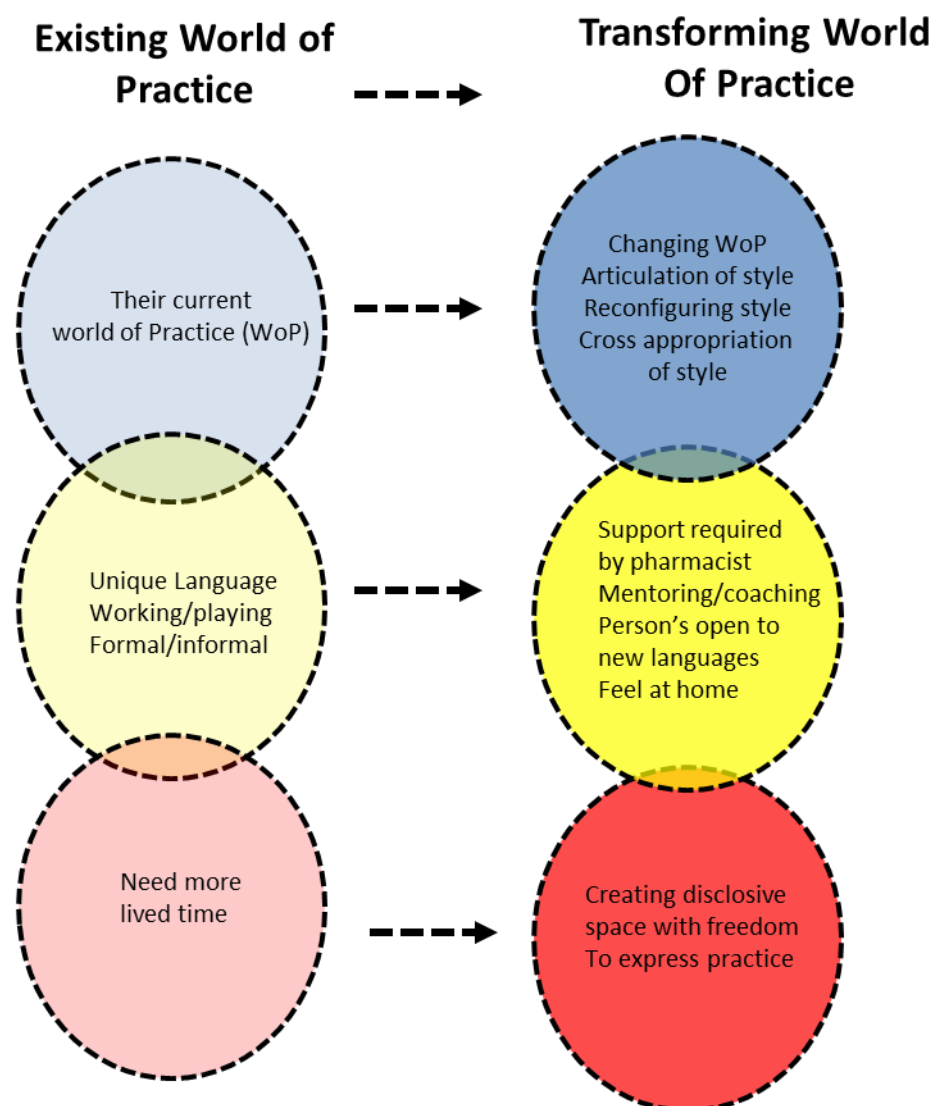 Existing World of
Practice
Transforming World
Of Practice
Their current
world of Practice (WoP)
Changing WoP
Articulation of style
Reconfiguring style
Cross appropriation
of style
Unique Language
Working/playing
Formal/informal
Support required
by pharmacist
Mentoring/coaching
Person’s open to
new languages
Feel at home
Need more
lived time
Creating disclosive
space with freedom
To express practice